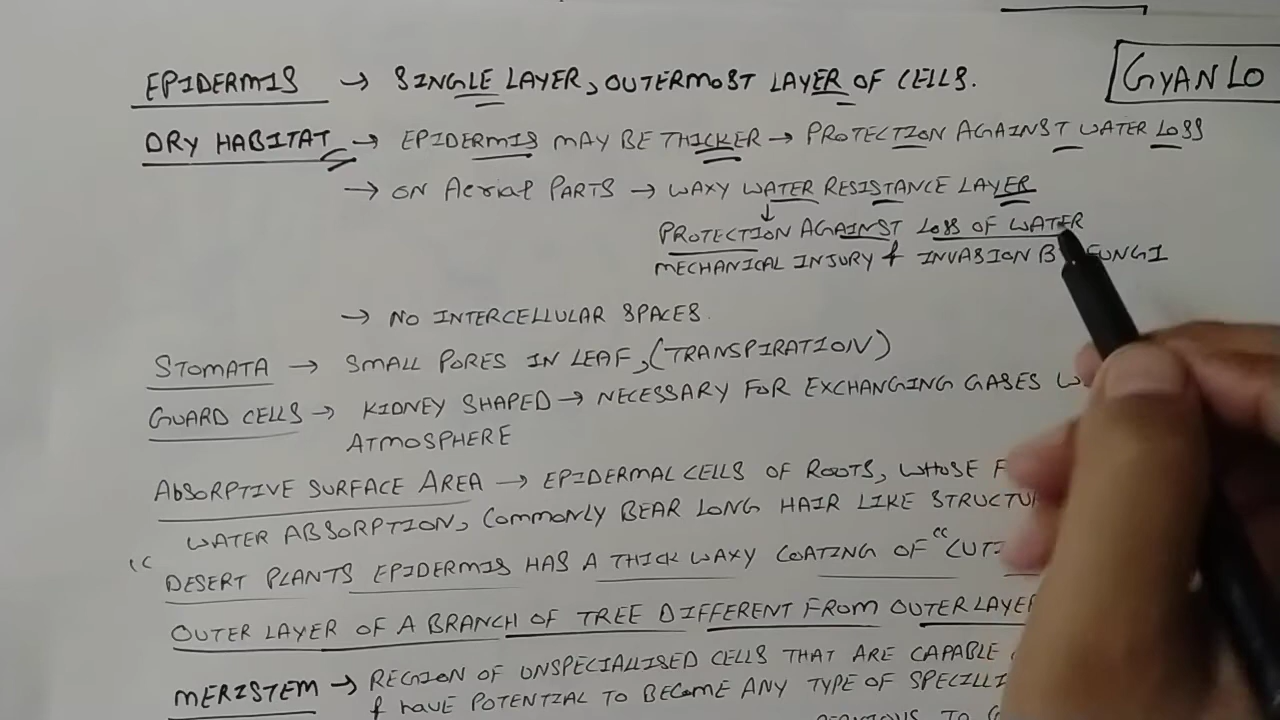 EPIDERMIS → SINGLE LAYER, OUTERMOST LAYER OF CELLS.
GYANLO
DRY HABITAT → EPIDERMIS MAY BE THICKER → PROTECTION AGAINST WATER LOSS
→ ON AERIAL PARTS → WAXY WATER RESISTANCE LAYER
↓
PROTECTION AGAINST LOSS OF WATER
MECHANICAL INJURY & INVASION B FUNGI
→ NO INTERCELLULAR SPACES.
STOMATA → SMALL PORES IN LEAF, (TRANSPIRATION)
GUARD CELLS → KIDNEY SHAPED → NECESSARY FOR EXCHANGING GASES
ATMOSPHERE
ABSORPTIVE SURFACE AREA → EPIDERMAL CELLS OF ROOTS, WHOSE
WATER ABSORPTION, COMMONLY BEAR LONG HAIR LIKE
"
DESERT PLANTS EPIDERMIS HAS A THICK WAXY COATING OF "
OUTER LAYER OF A BRANCH OF TREE DIFFERENT FROM OUTER LAYER
MERISTEM → REGION OF UNSPECIALISED CELLS THAT ARE CAPABLE
& HAVE POTENTIAL TO BECOME ANY TYPE OF